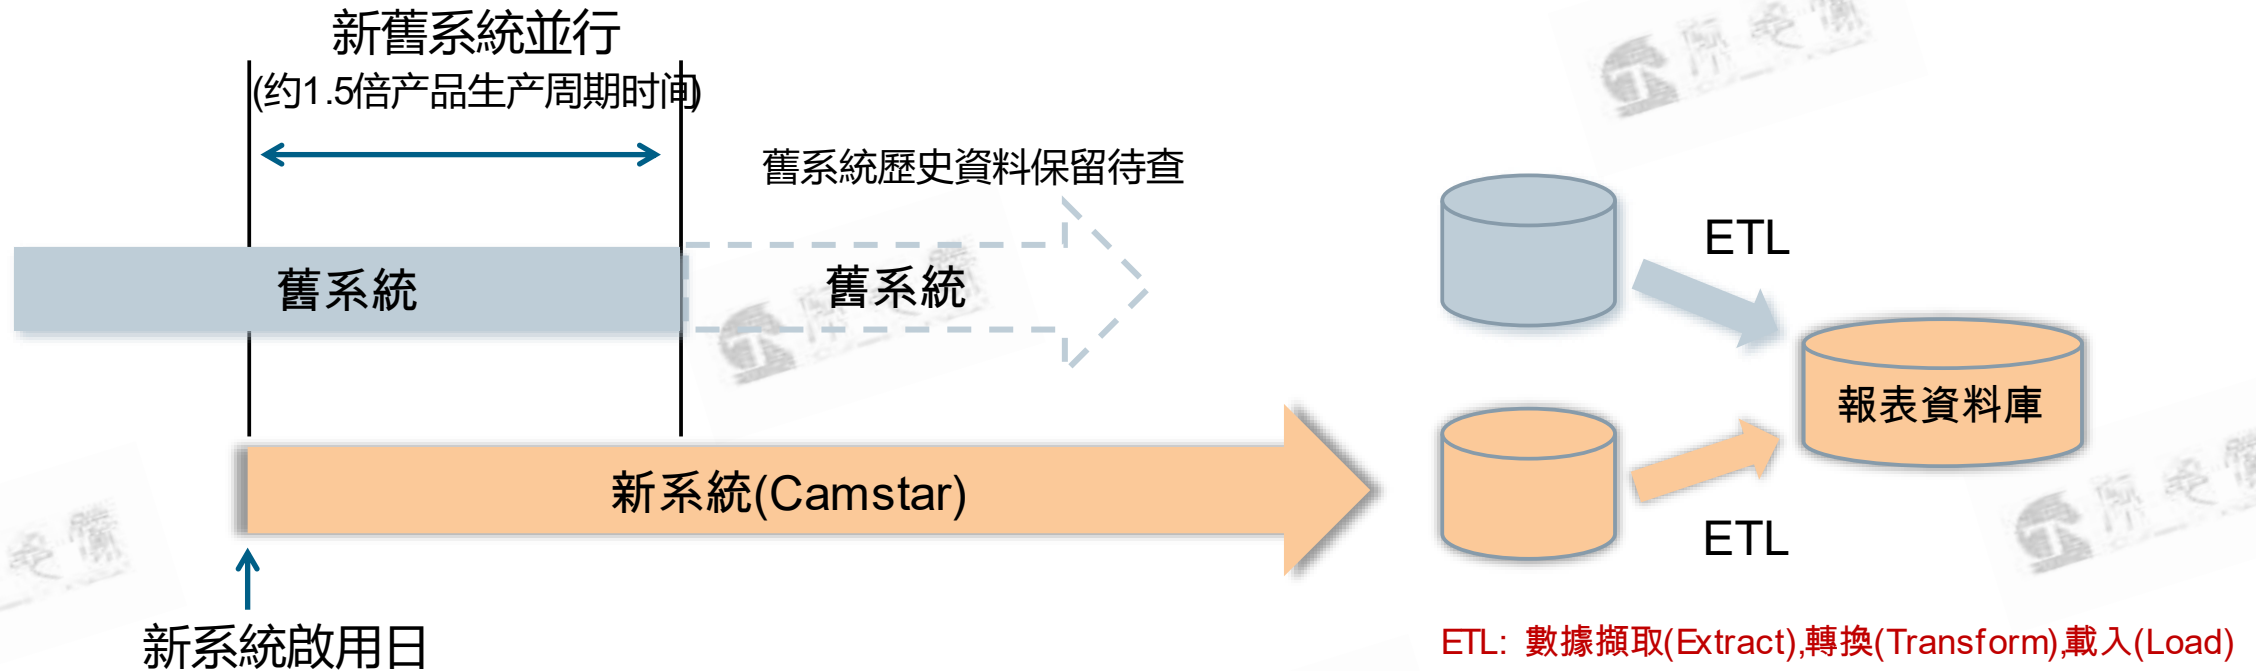 新舊系統並行
(约1.5倍产品生产周期时间)
舊系統歷史資料保留待查
舊系統
舊系統
新系統(Camstar)
新系統啟用日
ETL
報表資料庫
ETL
ETL: 數據擷取(Extract),轉換(Transform),載入(Load)